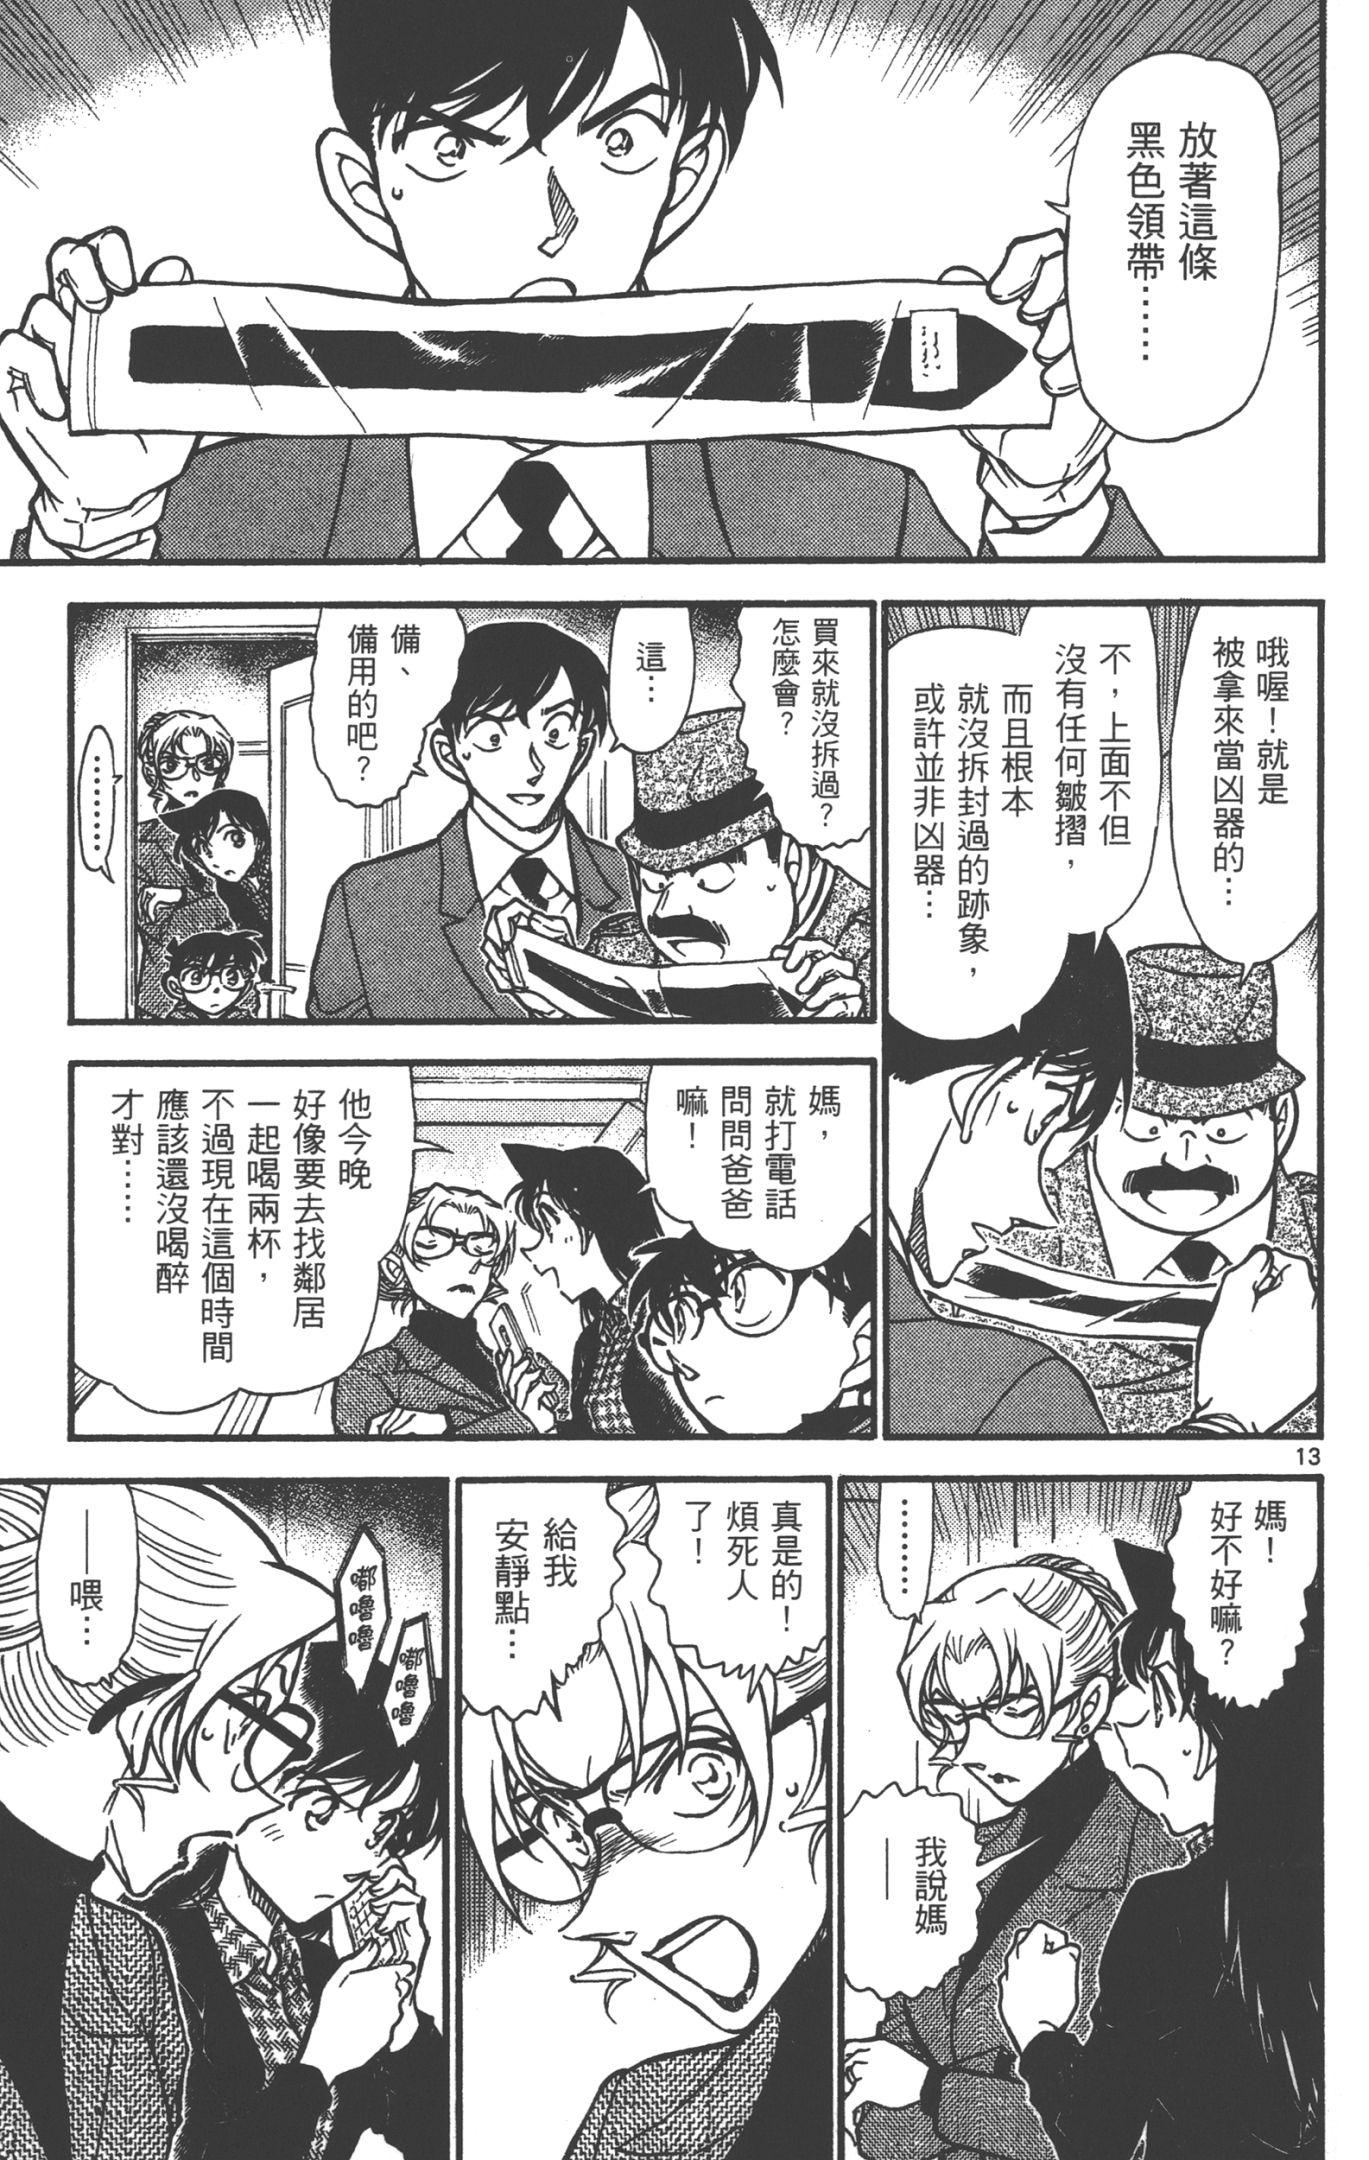 放著這條
黑色領帶……
哦喔！就是
被拿來當凶器的…
不，上面不但
沒有任何皺摺，
而且根本
就沒拆封過的跡象，
或許並非凶器…
買來就沒拆過？
怎麼會？
這…
備、
備用的吧？
………
媽，
就打電話
問問爸爸
嘛！
他今晚
好像要去找鄰居
一起喝兩杯，
不過現在這個時間
應該還沒喝醉
才對……
13
媽！
好不好嘛？
………
我說媽
——
真是的！
煩死人
了！
給我
安靜點…
嘟嚕嚕
嘟嚕嚕
——喂…